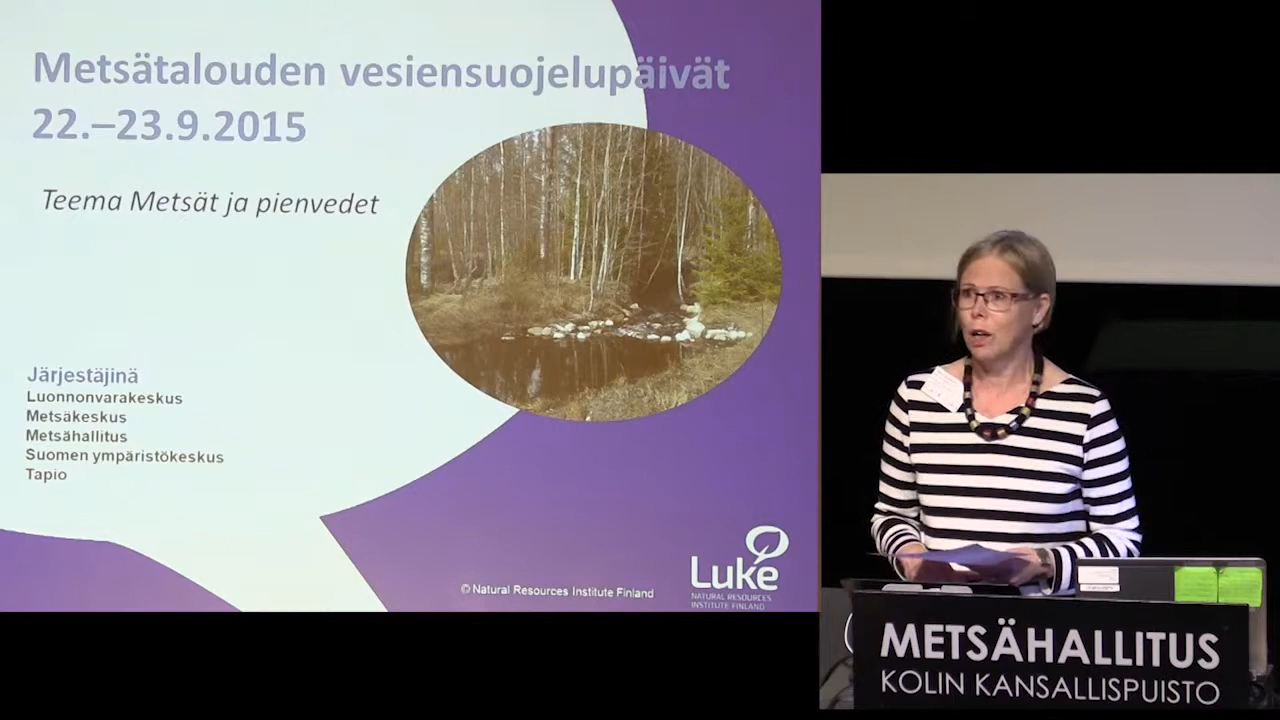 Metsätalouden vesiensuojelupäivät
22.–23.9.2015
Teema Metsät ja pienvedet
Järjestäjinä
Luonnonvarakeskus
Metsäkeskus
Metsähallitus
Suomen ympäristökeskus
Tapio
© Natural Resources Institute Finland
Luke
NATURAL RESOURCES
INSTITUTE FINLAND
METSÄHALLITUS
KOLIN KANSALLISPUISTO